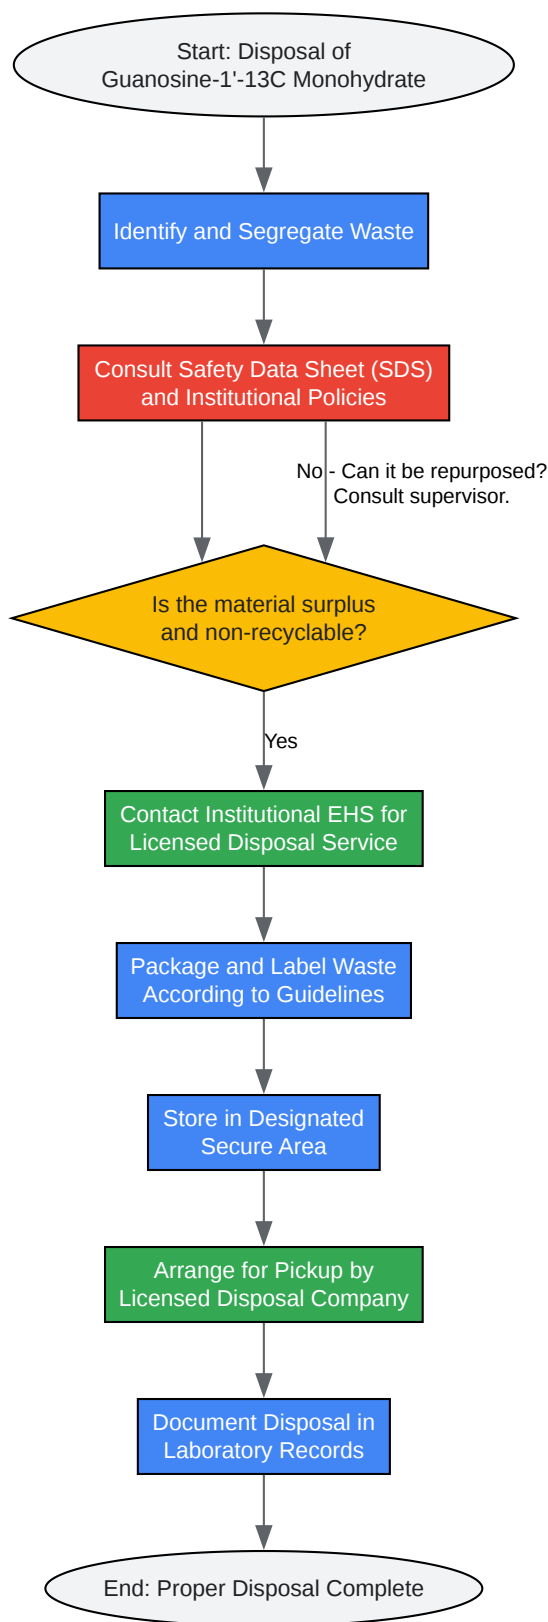 Start: Disposal of
Guanosine-1'-13C Monohydrate
Identify and Segregate Waste
Consult Safety Data Sheet (SDS)
and Institutional Policies
No - Can it be repurposed?
Consult supervisor.
Is the material surplus
and non-recyclable?
Yes
Contact Institutional EHS for
Licensed Disposal Service
Package and Label Waste
According to Guidelines
Store in Designated
Secure Area
Arrange for Pickup by
Licensed Disposal Company
Document Disposal in
Laboratory Records
End: Proper Disposal Complete